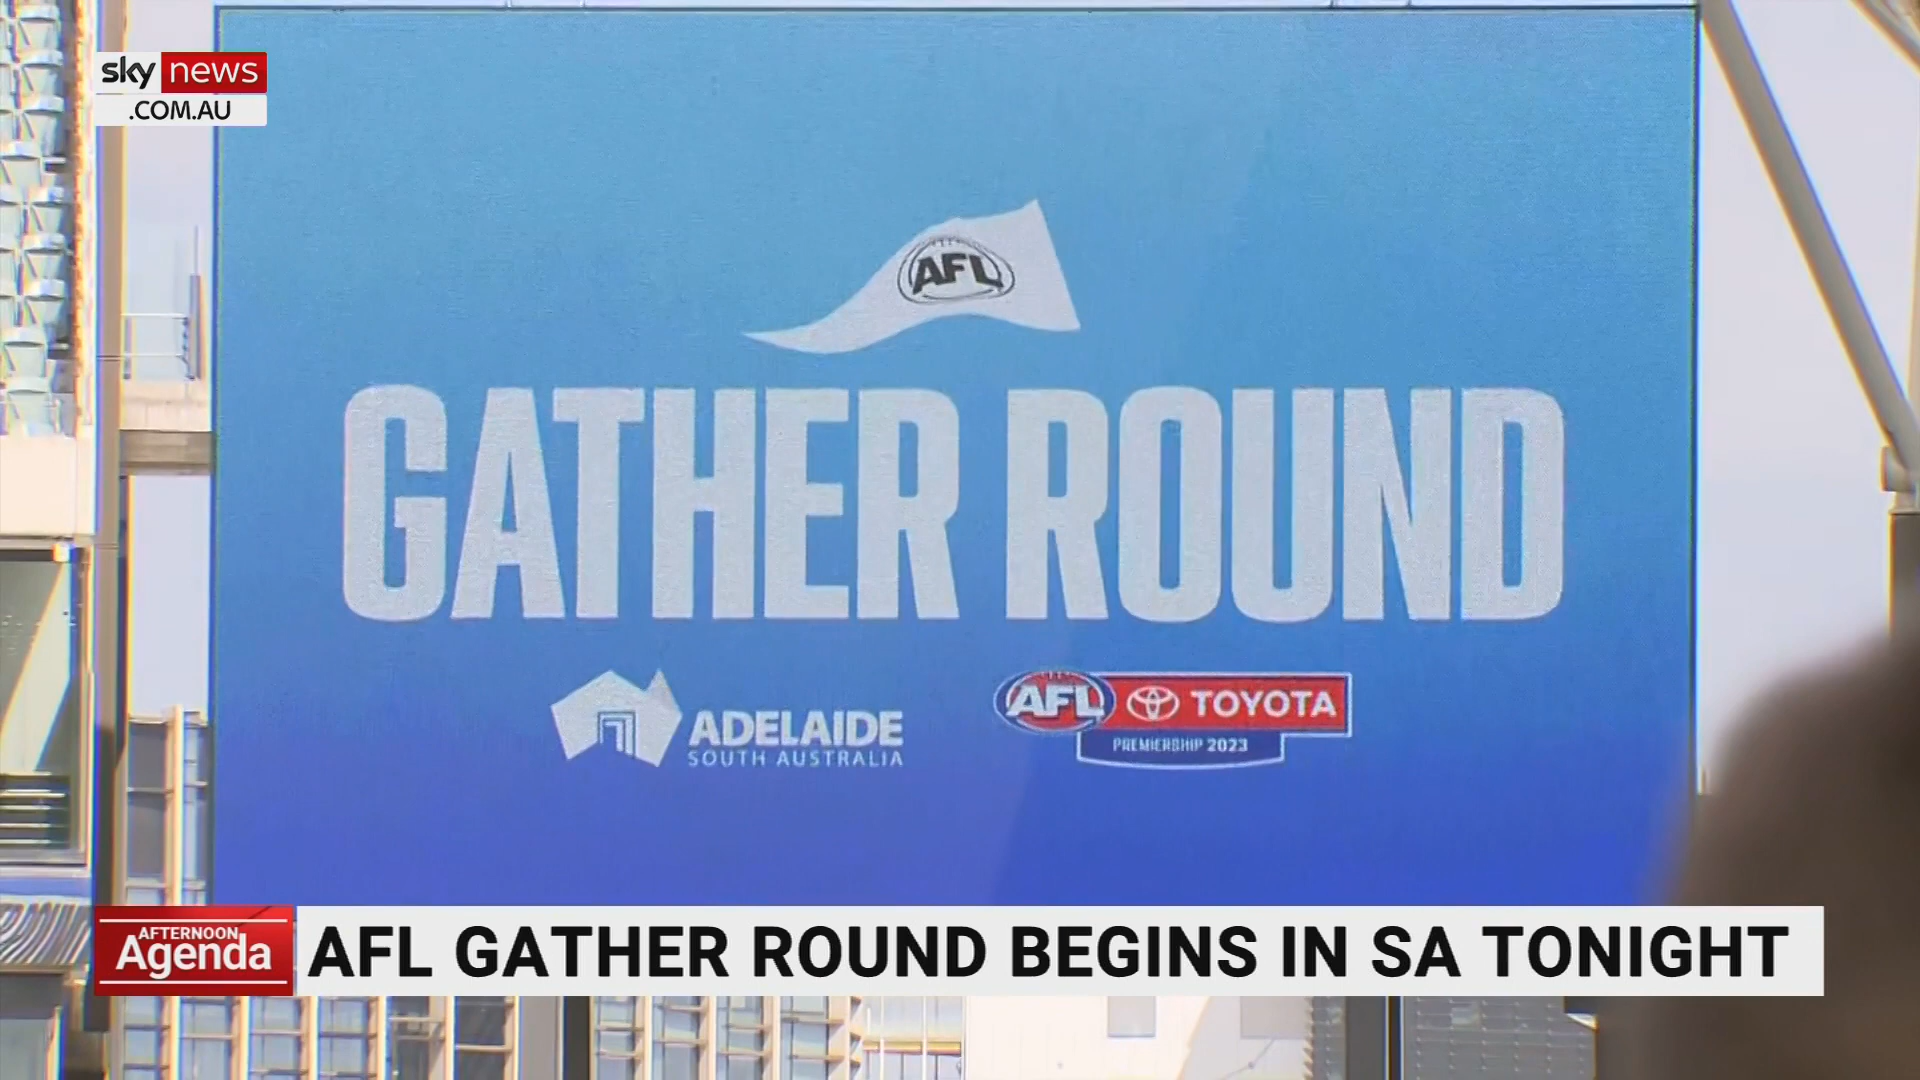 sky news
.COM.AU
AFL
GATHER ROUND
ADELAIDE
SOUTH AUSTRALIA
AFL TOYOTA
PREMIERSHIP 2023
AFTERNOON
Agenda
AFL GATHER ROUND BEGINS IN SA TONIGHT